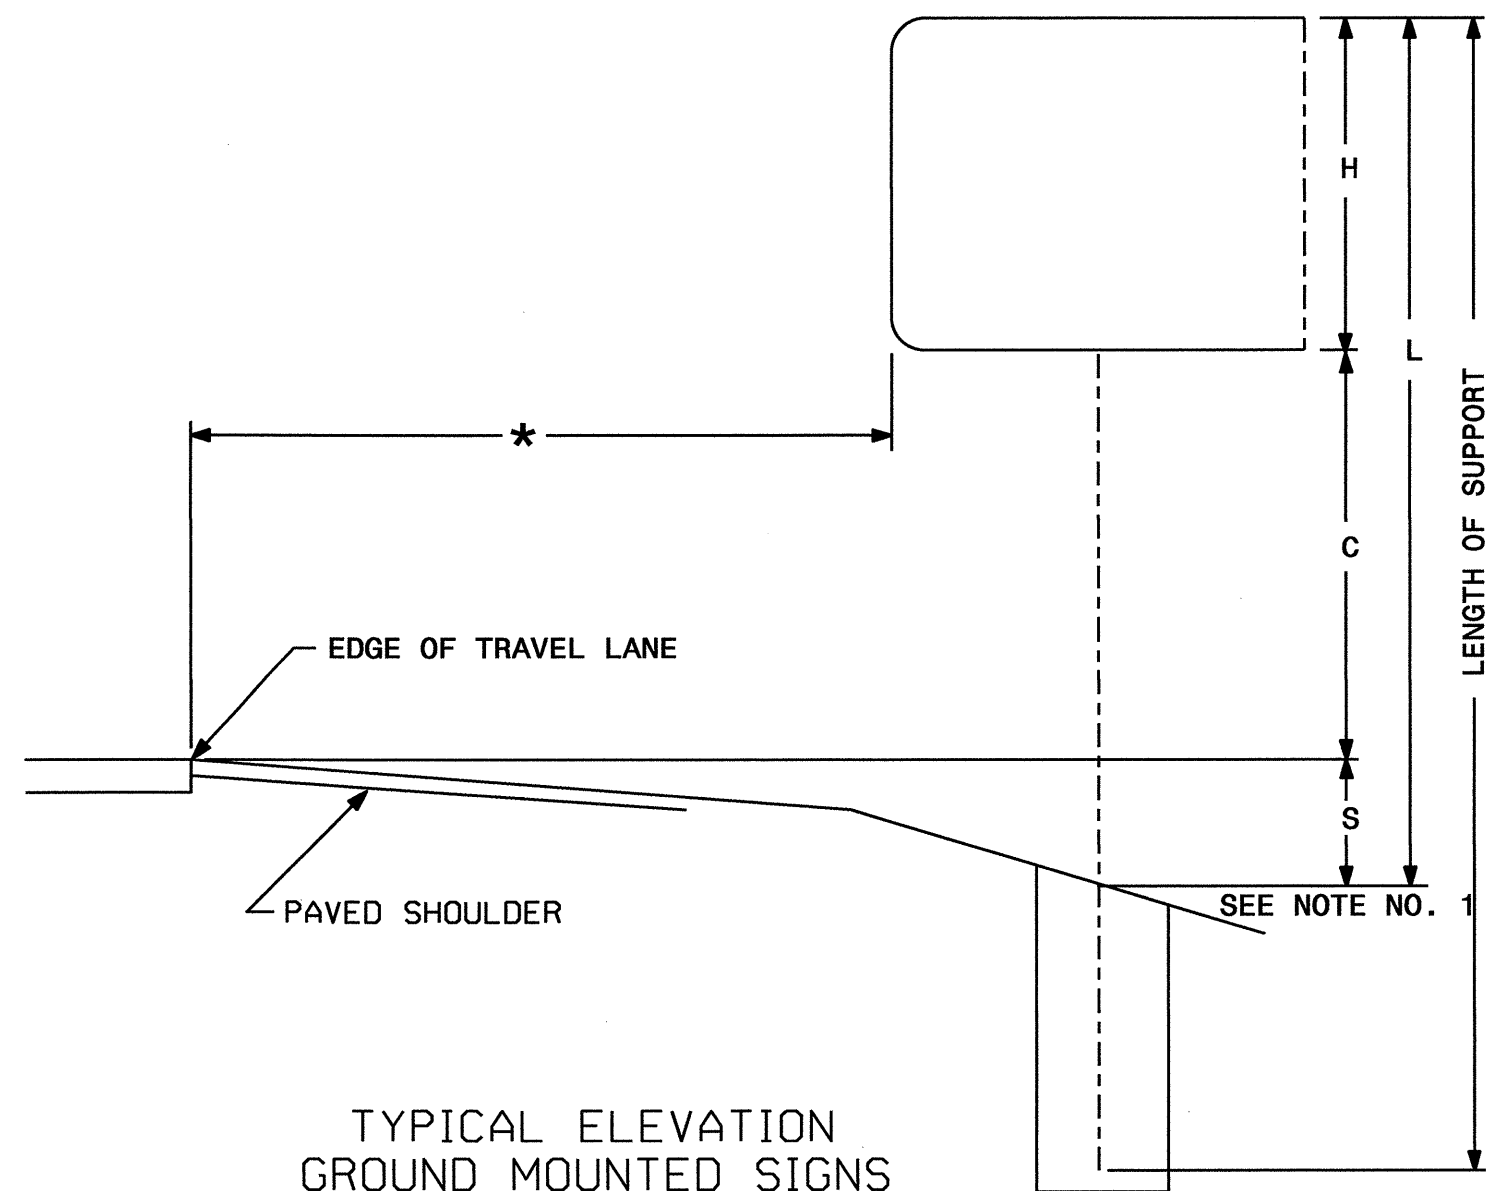 H
L
LENGTH OF SUPPORT
*
C
EDGE OF TRAVEL LANE
S
SEE NOTE NO. 1
PAVED SHOULDER
TYPICAL ELEVATION
GROUND MOUNTED SIGNS